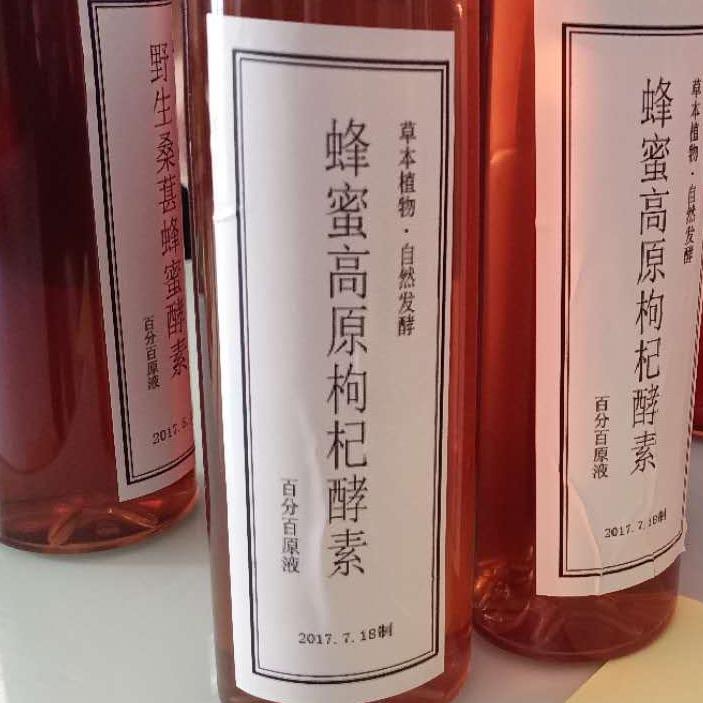 野生桑葚蜂蜜酵素
百分百原液
草本植物·自然发酵
蜂蜜高原枸杞酵素
百分百原液
2017.7.18制
草本植物·自然发酵
蜂蜜高原枸杞酵素
百分百原液
2017.7.18制